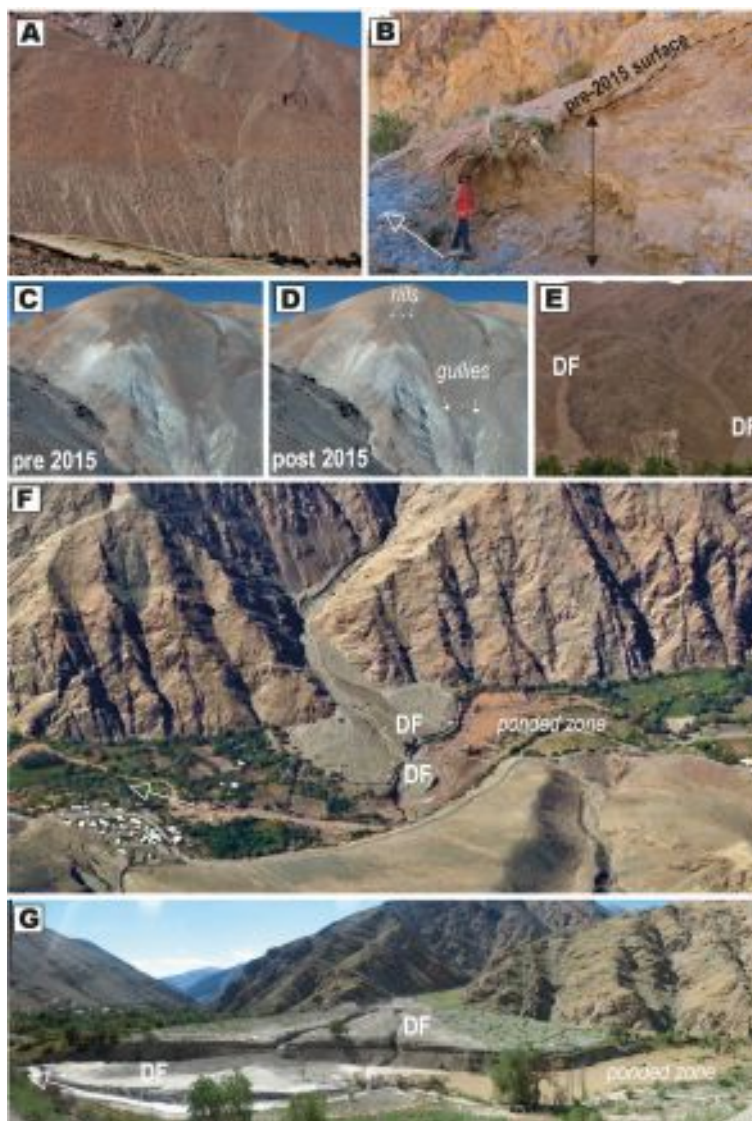 A
B
pre-2015 surface
C
pre 2015
D
rills
gullies
post 2015
E
DF
DF
F
DF
ponded zone
DF
G
DF
DF
ponded zone